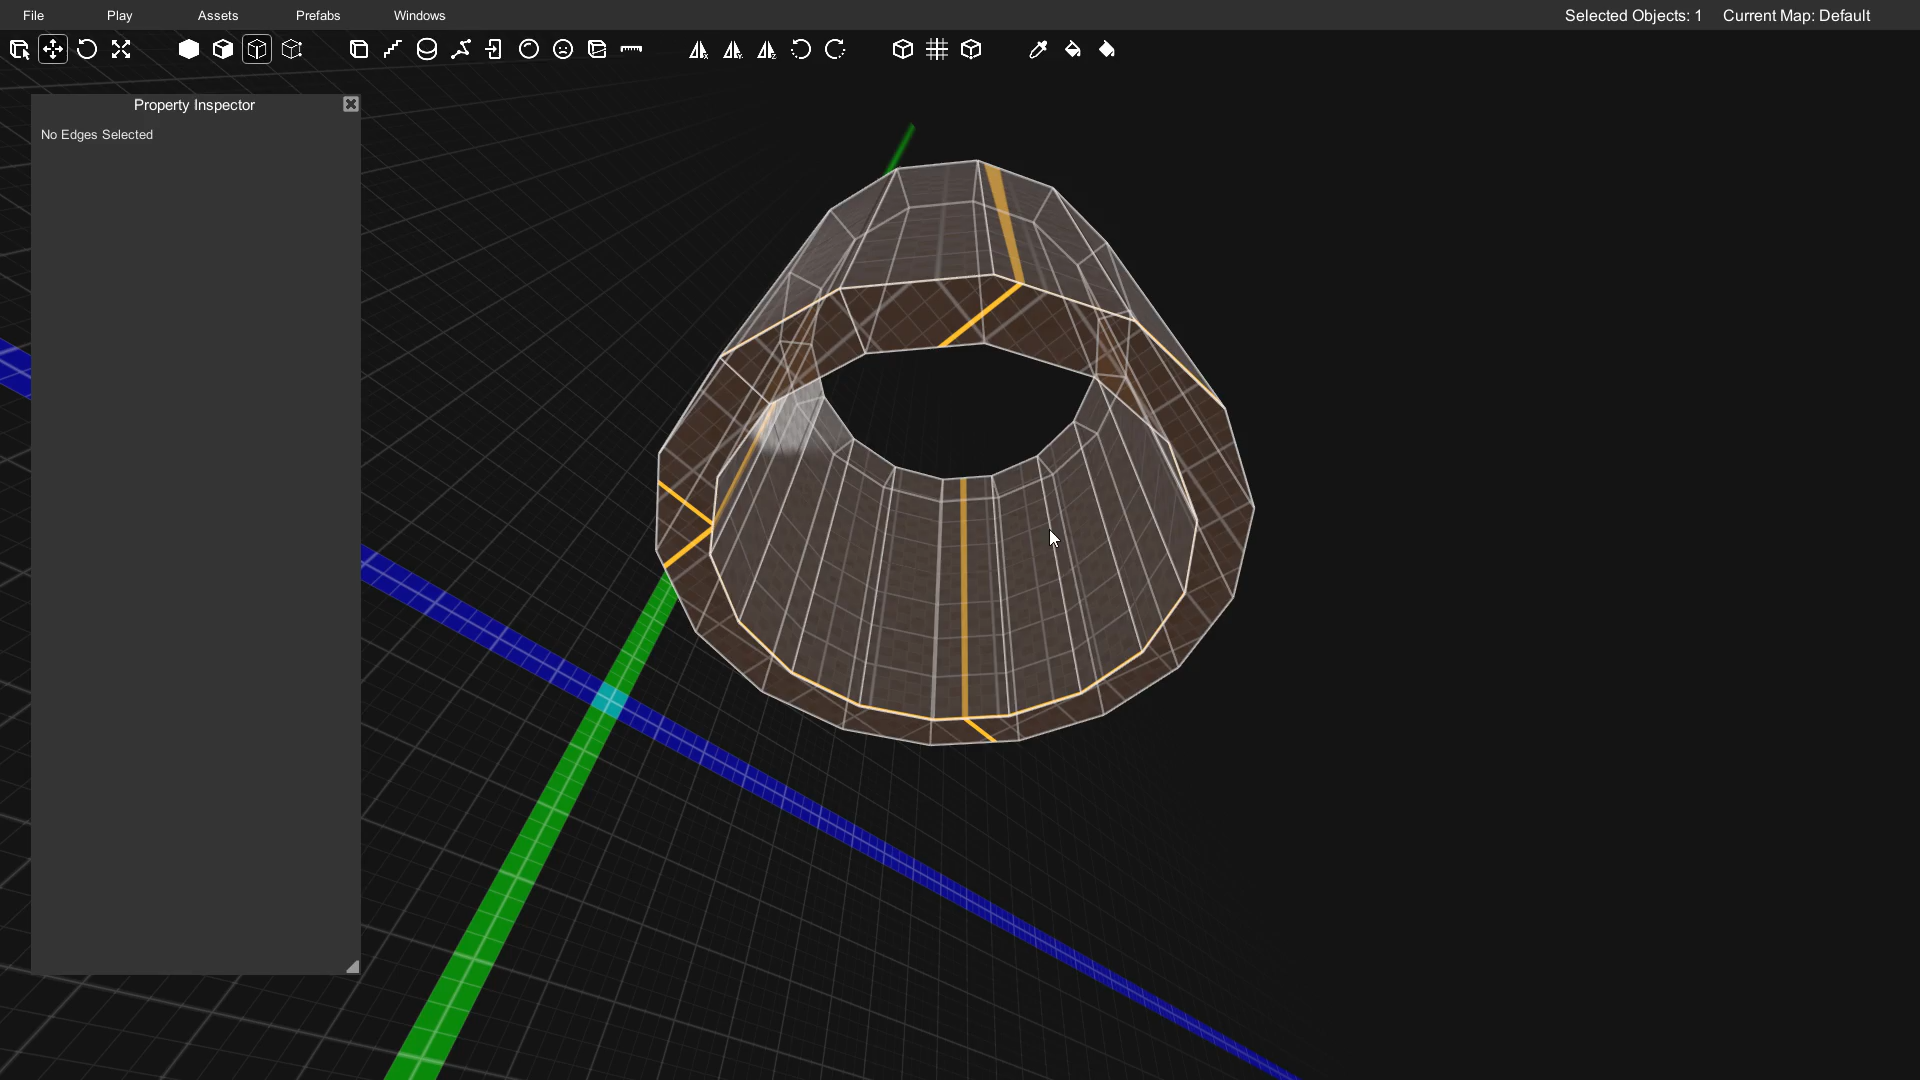 File Play Assets Prefabs Windows Selected Objects: 1 Current Map: Default
Property Inspector
No Edges Selected